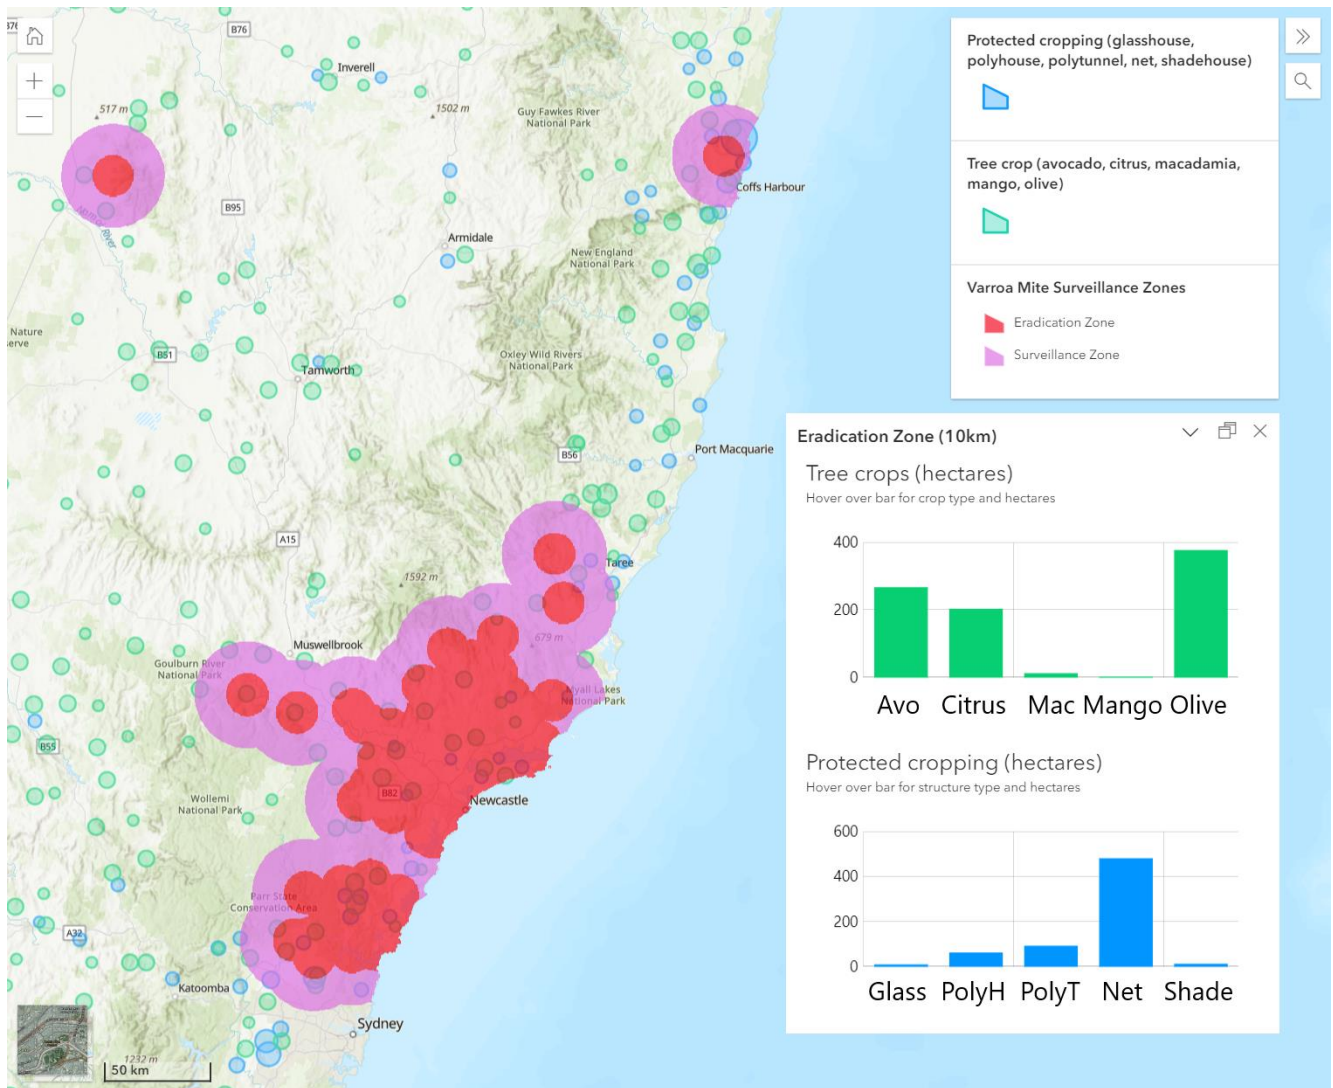 B76
Inverell
517 m
1502 m
Guy Fawkes River
National Park
Coffs Harbour
B95
Armidale
New England
National Park
Nature
B51
Tamworth
Oxley Wild Rivers
National Park
B56
Port Macquarie
A15
1592 m
Taree
Muswellbrook
679 m
Goulburn River
National Park
Myall Lakes
National Park
B55
B82
Newcastle
Wollemi
National Park
Parr State
Conservation Area
A32
Katoomba
Sydney
1232 m
50 km
Protected cropping (glasshouse,
polyhouse, polytunnel, net, shadehouse)
Tree crop (avocado, citrus, macadamia,
mango, olive)
Varroa Mite Surveillance Zones
Eradication Zone
Surveillance Zone
Eradication Zone (10km)
Tree crops (hectares)
Hover over bar for crop type and hectares
400
200
0
Avo Citrus Mac Mango Olive
Protected cropping (hectares)
Hover over bar for structure type and hectares
600
400
200
0
Glass PolyH PolyT Net Shade